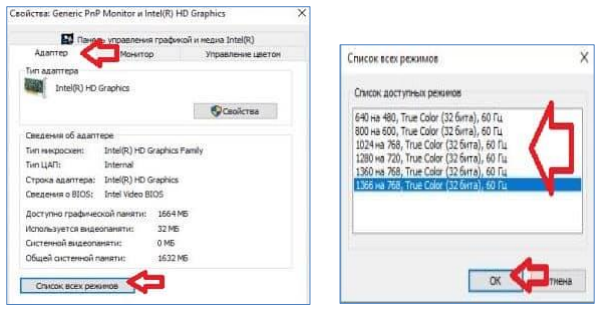 Свойства: Generic PnP Monitor и Intel(R) HD Graphics
Панель управления графикой и медиа Intel(R)
Адаптер Монитор Управление цветом
Тип адаптера
Intel(R) HD Graphics
Свойства
Сведения об адаптере
Тип микросхем: Intel(R) HD Graphics Family
Тип ЦАП: Internal
Строка адаптера: Intel(R) HD Graphics
Сведения о BIOS: Intel Video BIOS
Доступно графической памяти: 1664 МБ
Используется видеопамяти: 32 МБ
Системной видеопамяти: 0 МБ
Общей системной памяти: 1632 МБ
Список всех режимов
Список всех режимов
Список доступных режимов
640 на 480, True Color (32 бита), 60 Гц
800 на 600, True Color (32 бита), 60 Гц
1024 на 768, True Color (32 бита), 60 Гц
1280 на 720, True Color (32 бита), 60 Гц
1360 на 768, True Color (32 бита), 60 Гц
1366 на 768, True Color (32 бита), 60 Гц
OK тмена